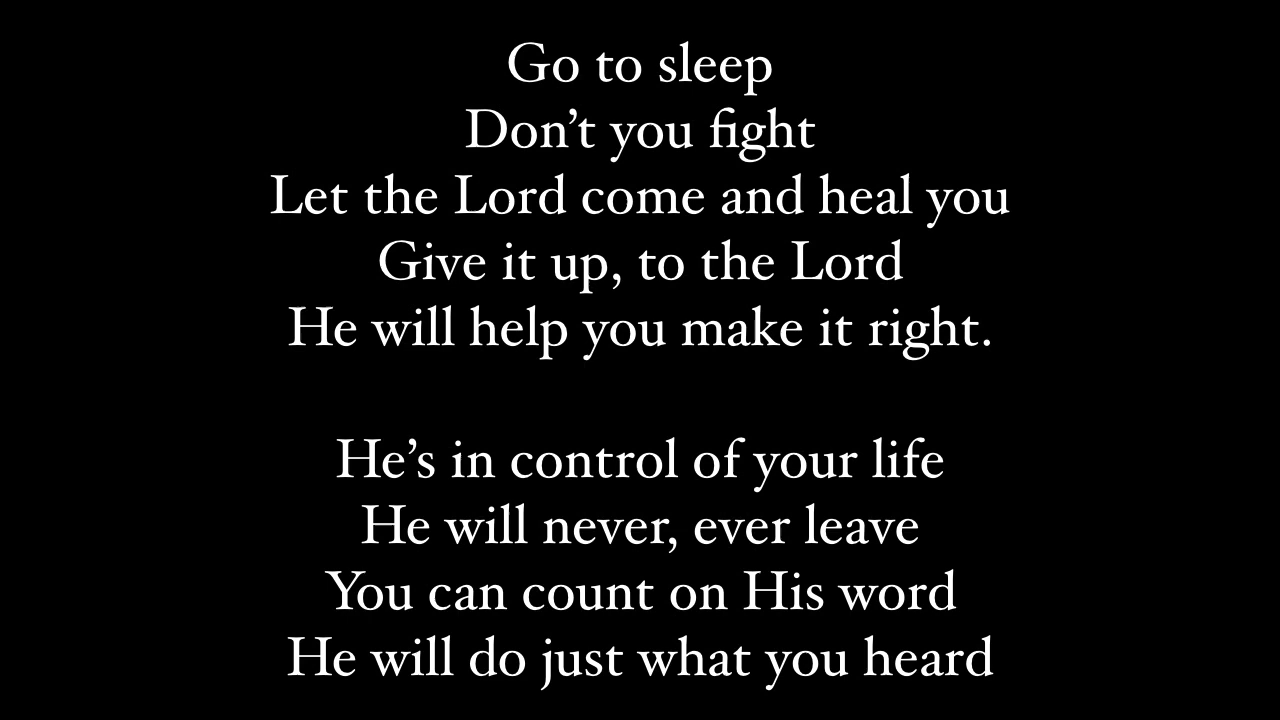 Go to sleep
Don’t you fight
Let the Lord come and heal you
Give it up, to the Lord
He will help you make it right.
He’s in control of your life
He will never, ever leave
You can count on His word
He will do just what you heard